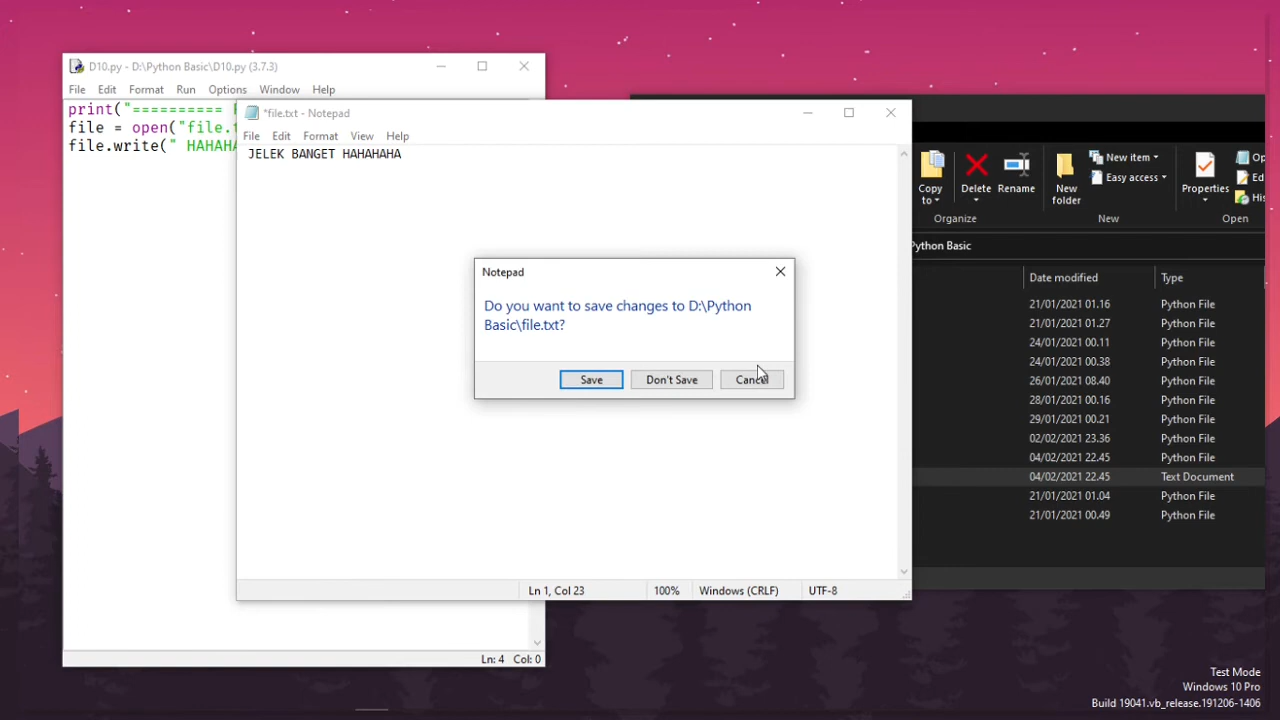 D10.py - D:\Python Basic\D10.py (3.7.3)
File Edit Format Run Options Window Help
print("==========
file = open("file.
file.write(" HAHAHA
Ln: 4 Col: 0
*file.txt - Notepad
File Edit Format View Help
JELEK BANGET HAHAHAHA
Ln 1, Col 23 100% Windows (CRLF) UTF-8
Notepad
Do you want to save changes to D:\Python
Basic\file.txt?
Save Don't Save Cancel
Copy to Delete Rename New folder New item Easy access Properties
Organize New Open
Python Basic
Date modified Type
21/01/2021 01.16 Python File
21/01/2021 01.27 Python File
24/01/2021 00.11 Python File
24/01/2021 00.38 Python File
26/01/2021 08.40 Python File
28/01/2021 00.16 Python File
29/01/2021 00.21 Python File
02/02/2021 23.36 Python File
04/02/2021 22.45 Python File
04/02/2021 22.45 Text Document
21/01/2021 01.04 Python File
21/01/2021 00.49 Python File
Test Mode
Windows 10 Pro
Build 19041.vb_release.191206-1406